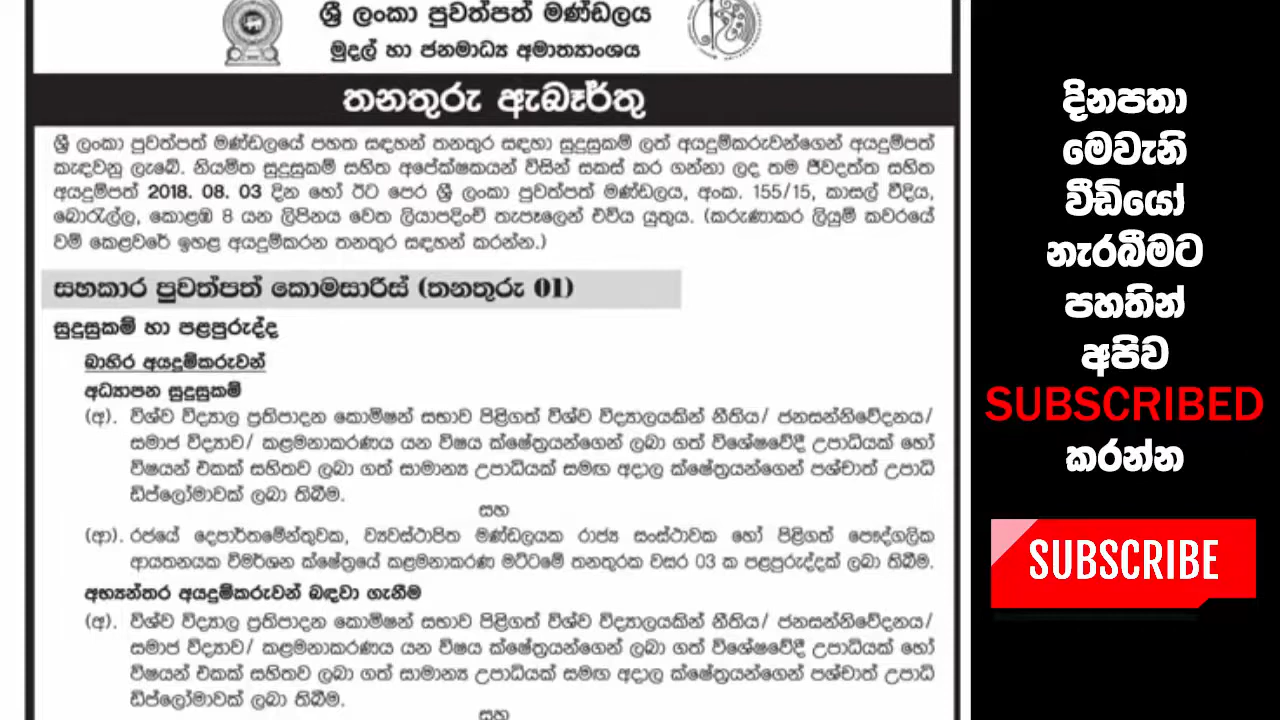 ශ්‍රී ලංකා පුවත්පත් මණ්ඩලය
මුදල් හා ජනමාධ්‍ය අමාත්‍යාංශය
තනතුරු ඇබෑර්තු
ශ්‍රී ලංකා පුවත්පත් මණ්ඩලයේ පහත සඳහන් තනතුර සඳහා සුදුසුකම් ලත් අයදුම්කරුවන්ගෙන් අයදුම්පත්
කැඳවනු ලැබේ. නියමිත සුදුසුකම් සහිත අපේක්ෂකයන් විසින් සකස් කර ගන්නා ලද තම ජීවදත්ත සහිත
අයදුම්පත් 2018. 08. 03 දින හෝ ඊට පෙර ශ්‍රී ලංකා පුවත්පත් මණ්ඩලය, අංක. 155/15, කාසල් වීදිය,
බොරැල්ල, කොළඹ 8 යන ලිපිනය වෙත ලියාපදිංචි තැපෑලෙන් එවිය යුතුය. (කරුණාකර ලියුම් කවරයේ
වම් කෙළවරේ ඉහළ අයදුම්කරන තනතුර සඳහන් කරන්න.)
සහකාර පුවත්පත් කොමසාරිස් (තනතුරු 01)
සුදුසුකම් හා පළපුරුද්ද
බාහිර අයදුම්කරුවන්
අධ්‍යාපන සුදුසුකම්
(අ). විශ්ව විද්‍යාල ප්‍රතිපාදන කොමිෂන් සභාව පිළිගත් විශ්ව විද්‍යාලයකින් නීතිය/ ජනසන්නිවේදනය/
සමාජ විද්‍යාව/ කළමනාකරණය යන විෂය ක්ෂේත්‍රයන්ගෙන් ලබා ගත් විශේෂවේදී උපාධියක් හෝ
විෂයන් එකක් සහිතව ලබා ගත් සාමාන්‍ය උපාධියක් සමඟ අදාල ක්ෂේත්‍රයන්ගෙන් පශ්චාත් උපාධි
ඩිප්ලෝමාවක් ලබා තිබීම.
සහ
(ආ). රජයේ දෙපාර්තමේන්තුවක, ව්‍යවස්ථාපිත මණ්ඩලයක රාජ්‍ය සංස්ථාවක හෝ පිළිගත් පෞද්ගලික
ආයතනයක විමර්ශන ක්ෂේත්‍රයේ කළමනාකරණ මට්ටමේ තනතුරක වසර 03 ක පළපුරුද්දක් ලබා තිබීම.
අභ්‍යන්තර අයදුම්කරුවන් බඳවා ගැනීම
(අ). විශ්ව විද්‍යාල ප්‍රතිපාදන කොමිෂන් සභාව පිළිගත් විශ්ව විද්‍යාලයකින් නීතිය/ ජනසන්නිවේදනය/
සමාජ විද්‍යාව/ කළමනාකරණය යන විෂය ක්ෂේත්‍රයන්ගෙන් ලබා ගත් විශේෂවේදී උපාධියක් හෝ
විෂයන් එකක් සහිතව ලබා ගත් සාමාන්‍ය උපාධියක් සමඟ අදාල ක්ෂේත්‍රයන්ගෙන් පශ්චාත් උපාධි
ඩිප්ලෝමාවක් ලබා තිබීම.
සහ
දිනපතා
මෙවැනි
වීඩියෝ
නැරබීමට
පහතින්
අපිව
SUBSCRIBED
කරන්න
SUBSCRIBE